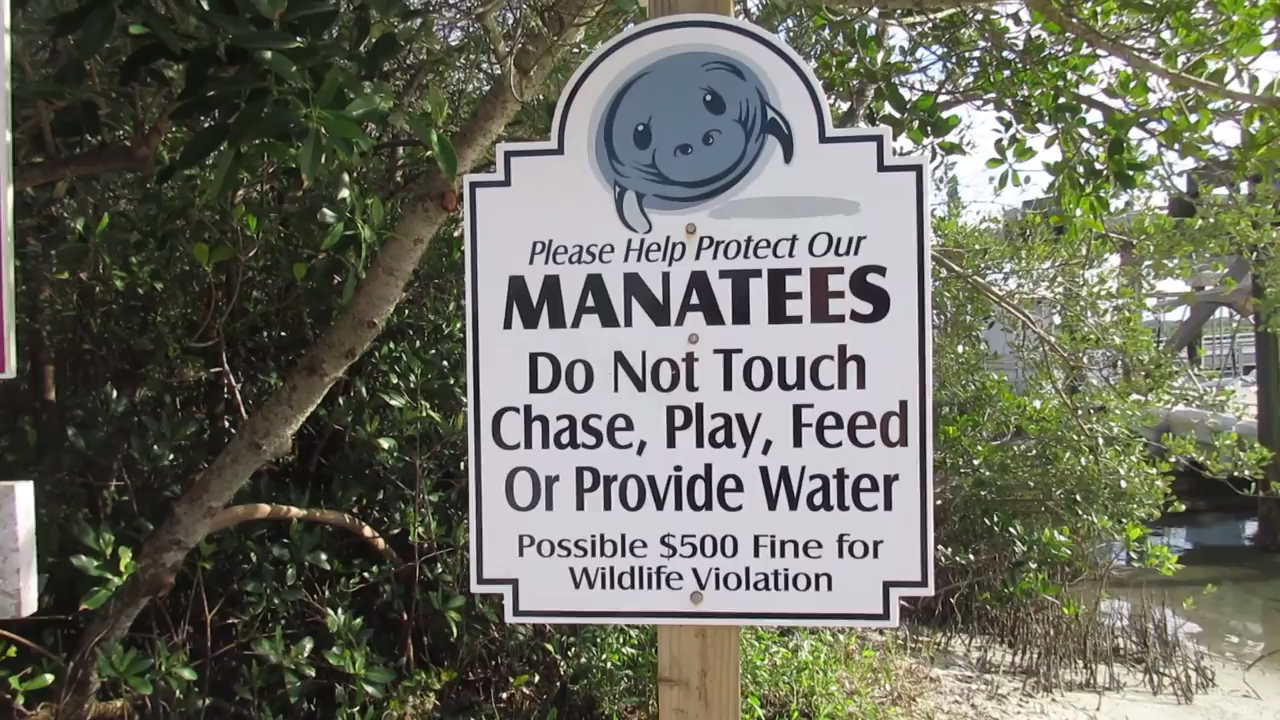 Please Help Protect Our
MANATEES
Do Not Touch
Chase, Play, Feed
Or Provide Water
Possible $500 Fine for
Wildlife Violation